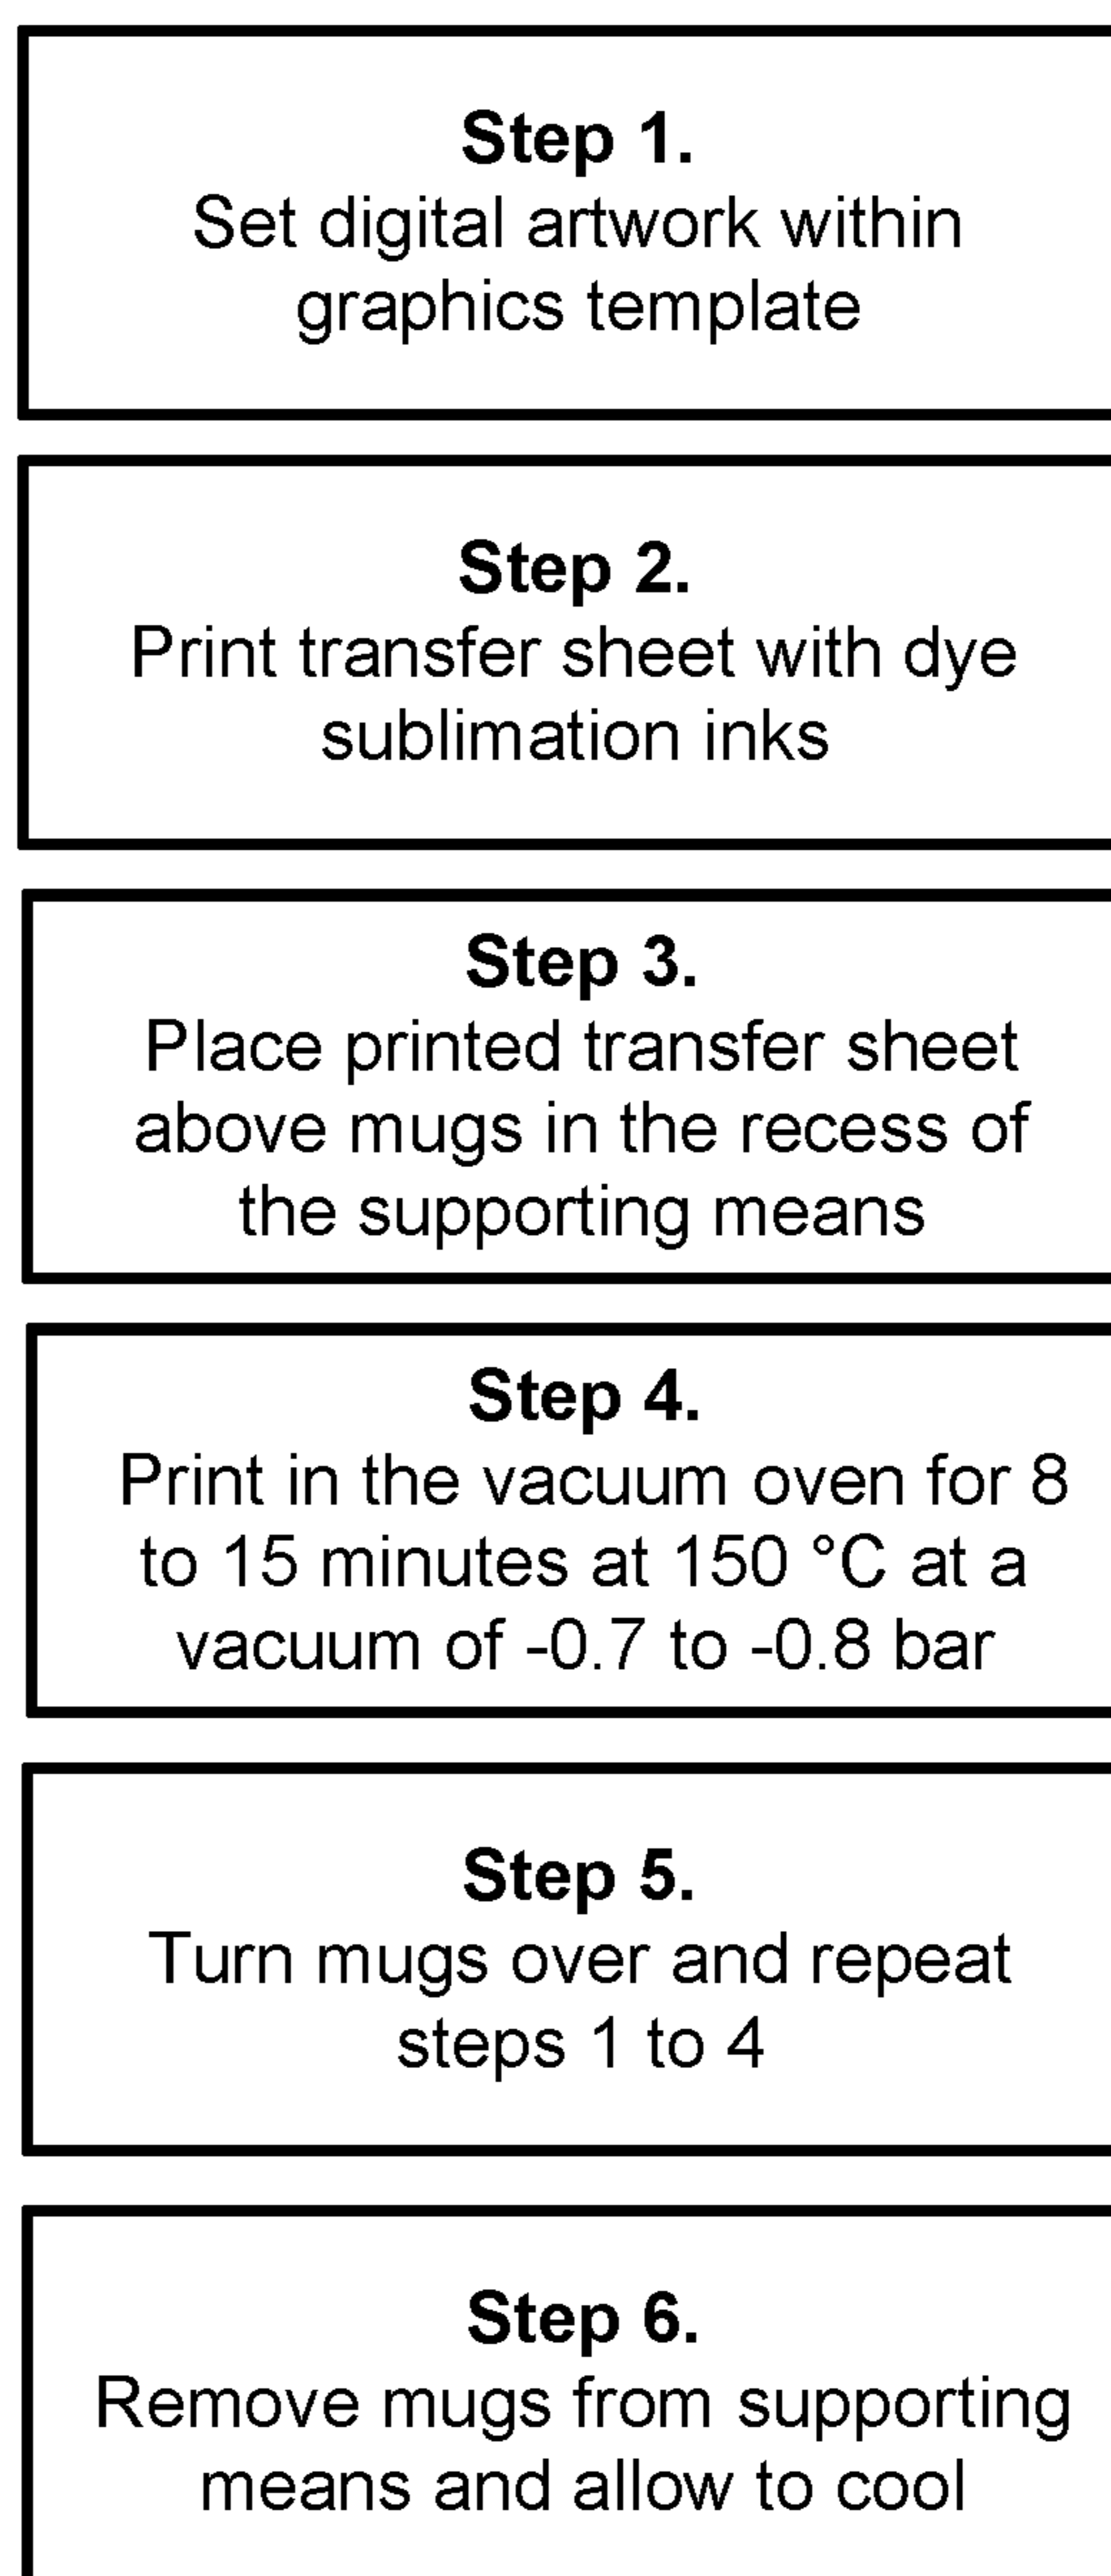 Step 1.
Set digital artwork within
graphics template
Step 2.
Print transfer sheet with dye
sublimation inks
Step 3.
Place printed transfer sheet
above mugs in the recess of
the supporting means
Step 4.
Print in the vacuum oven for 8
to 15 minutes at 150 °C at a
vacuum of -0.7 to -0.8 bar
Step 5.
Turn mugs over and repeat
steps 1 to 4
Step 6.
Remove mugs from supporting
means and allow to cool